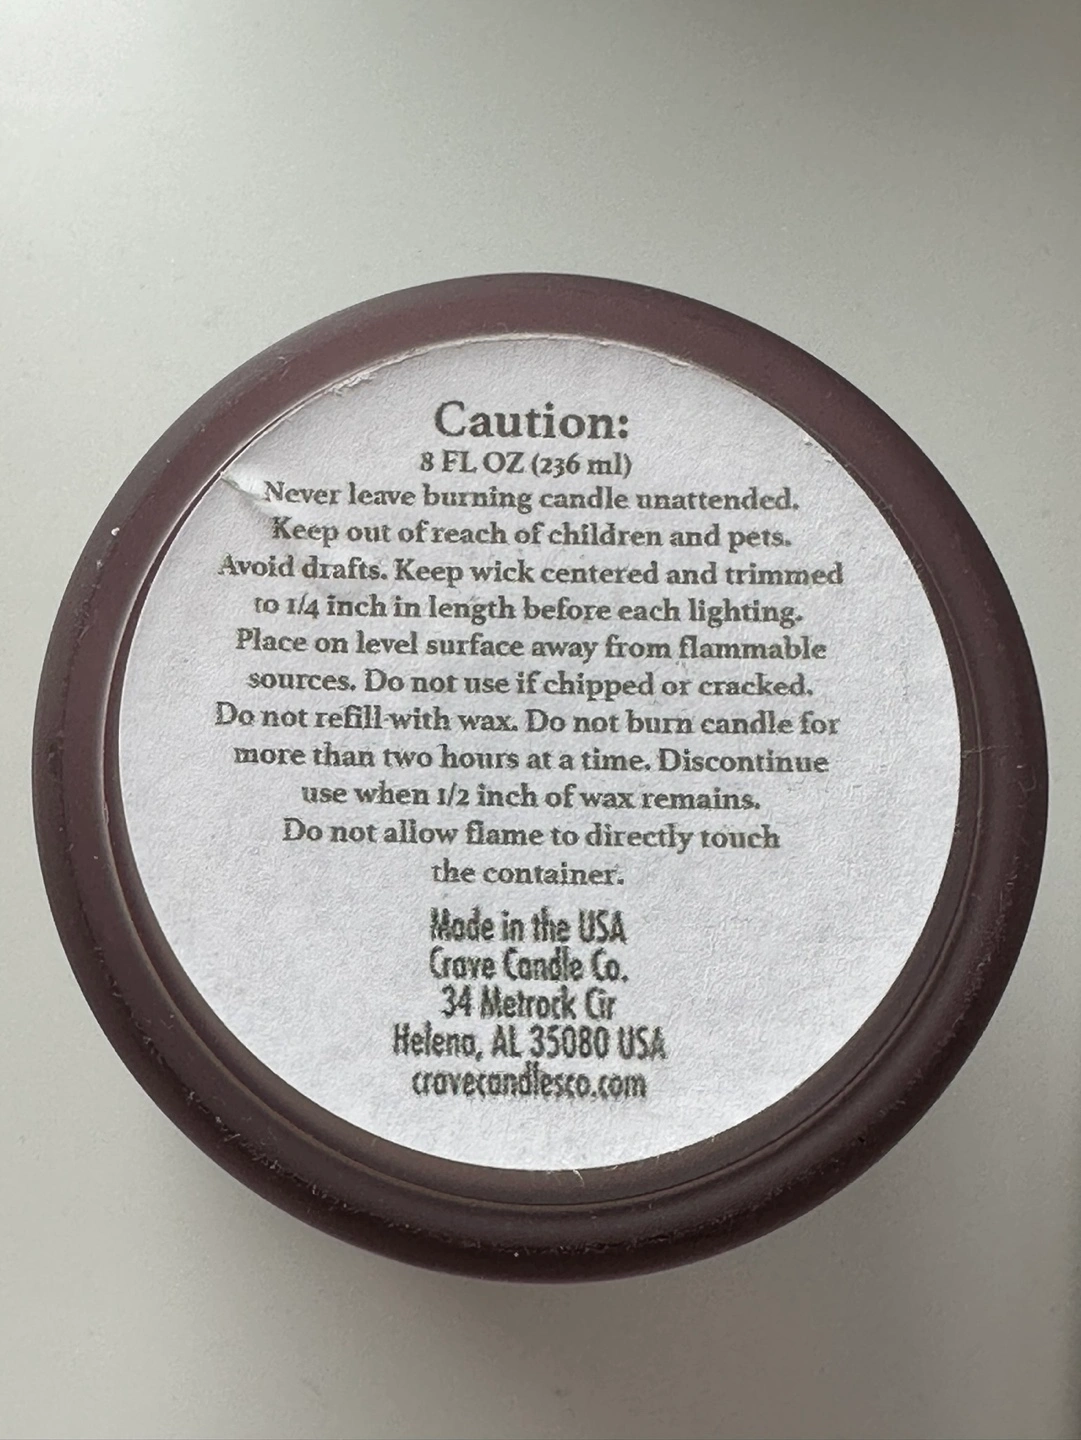 Caution:
8 FL OZ (236 ml)
Never leave burning candle unattended.
Keep out of reach of children and pets.
Avoid drafts. Keep wick centered and trimmed
to 1/4 inch in length before each lighting.
Place on level surface away from flammable
sources. Do not use if chipped or cracked.
Do not refill with wax. Do not burn candle for
more than two hours at a time. Discontinue
use when 1/2 inch of wax remains.
Do not allow flame to directly touch
the container.
Made in the USA
Crave Candle Co.
34 Metrock Cir
Helena, AL 35080 USA
cravecandlesco.com